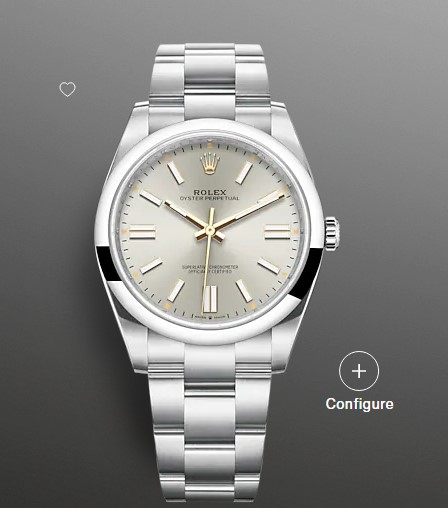 ROLEX
OYSTER PERPETUAL
SUPERLATIVE CHRONOMETER
OFFICIALLY CERTIFIED
Configure